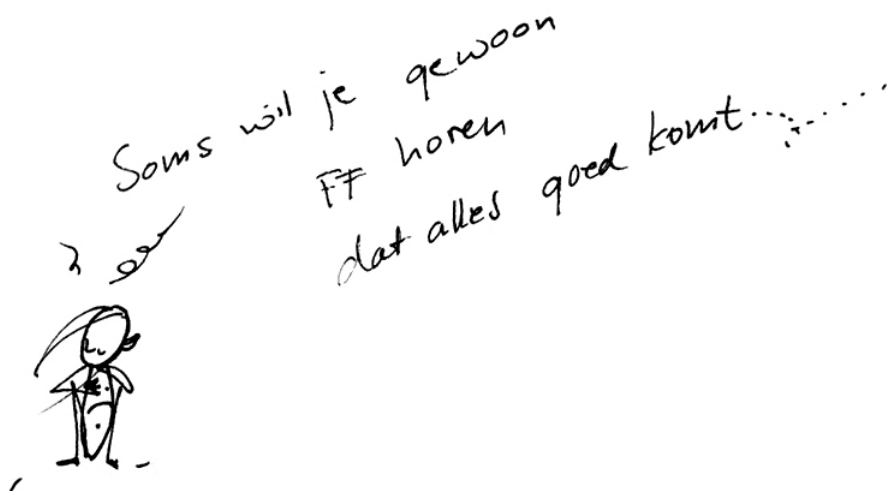 Soms wil je gewoon
FF horen
dat alles goed komt..........